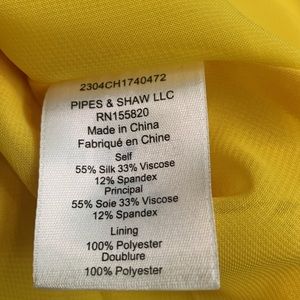 2304CH1740472
PIPES & SHAW LLC
RN155820
Made in China
Fabriqué en Chine
Self
55% Silk 33% Viscose
12% Spandex
Principal
55% Soie 33% Viscose
12% Spandex
Lining
100% Polyester
Doublure
100% Polyester